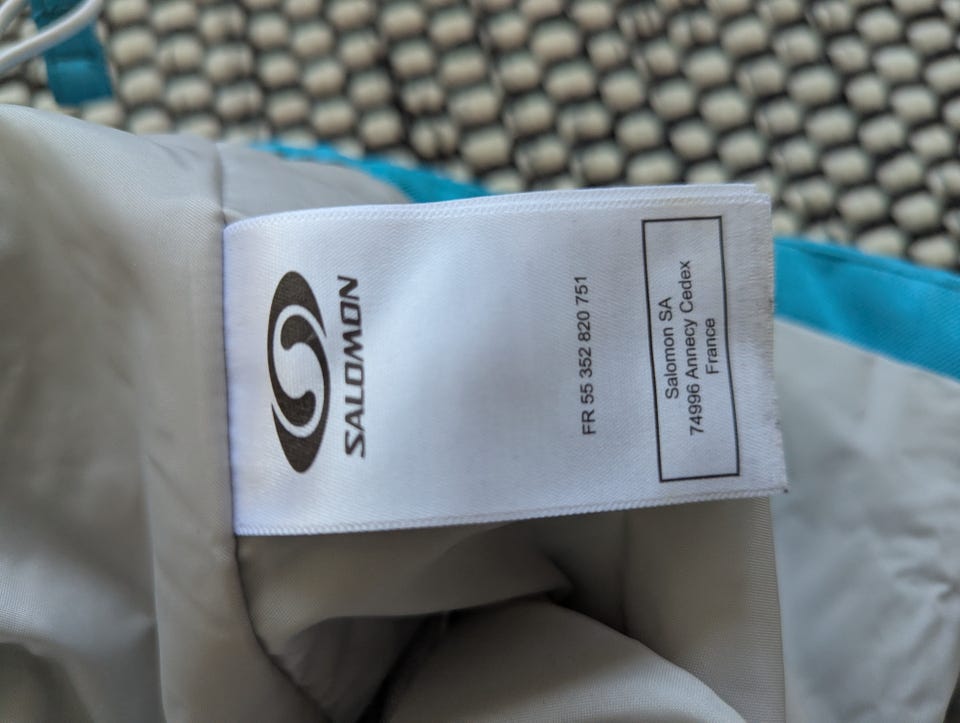 SALOMON
FR 55 352 820 751
Salomon SA
74996 Annecy Cedex
France